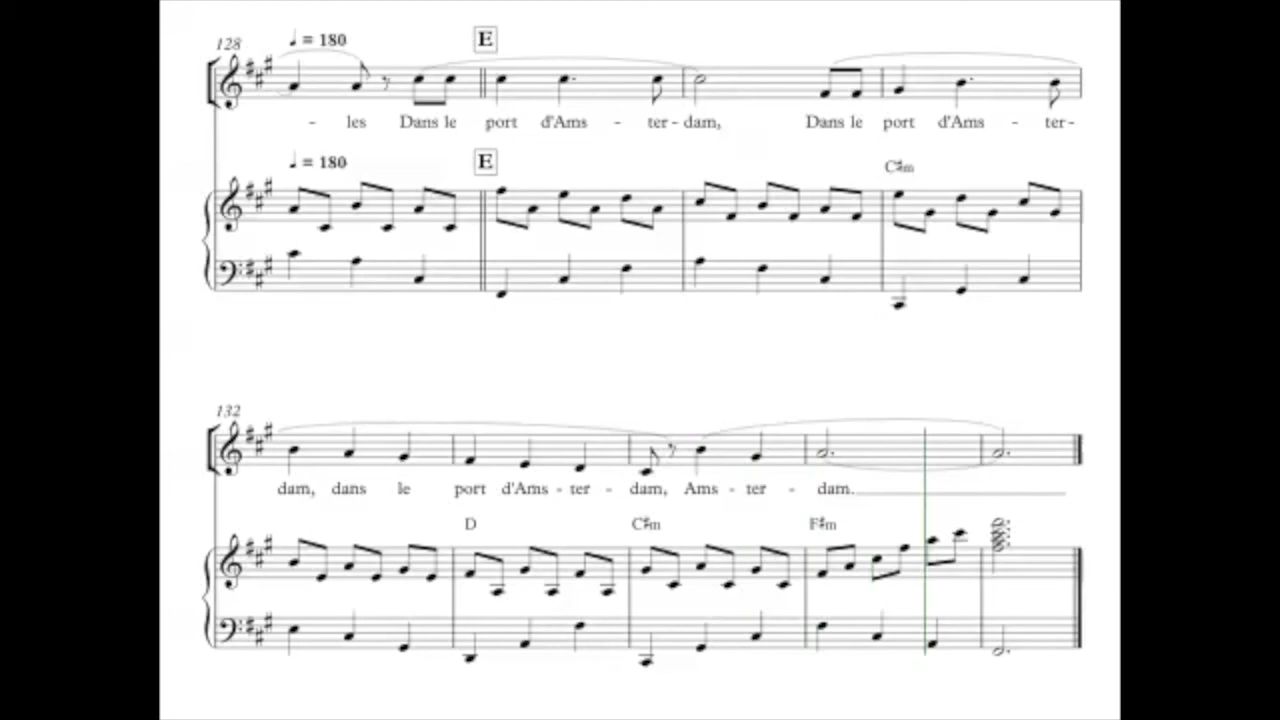 128 ♩ = 180 E
- les Dans le port d'Ams - ter - dam, Dans le port d'Ams - ter-
♩ = 180 E C♯m
132
dam, dans le port d'Ams - ter - dam, Ams - ter - dam.
D C♯m F♯m